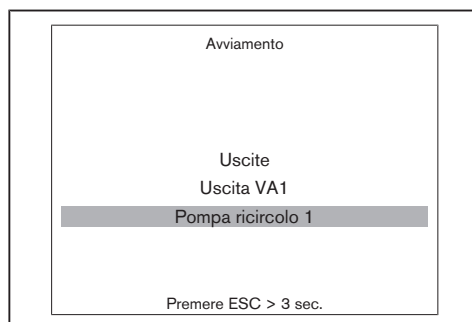 Avviamento
Uscite
Uscita VA1
Pompa ricircolo 1
Premere ESC > 3 sec.